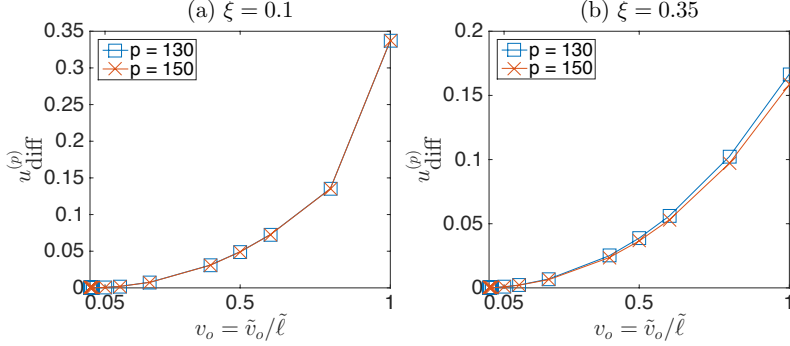 (a) ξ = 0.1
0.35
0.3
0.25
0.2
0.15
0.1
0.05
0
p = 130
p = 150
u_diff^(p)
0.05 0.5 1
v_o = ṽ_o/ℓ̃
(b) ξ = 0.35
0.2
0.15
0.1
0.05
0
p = 130
p = 150
u_diff^(p)
0.05 0.5 1
v_o = ṽ_o/ℓ̃